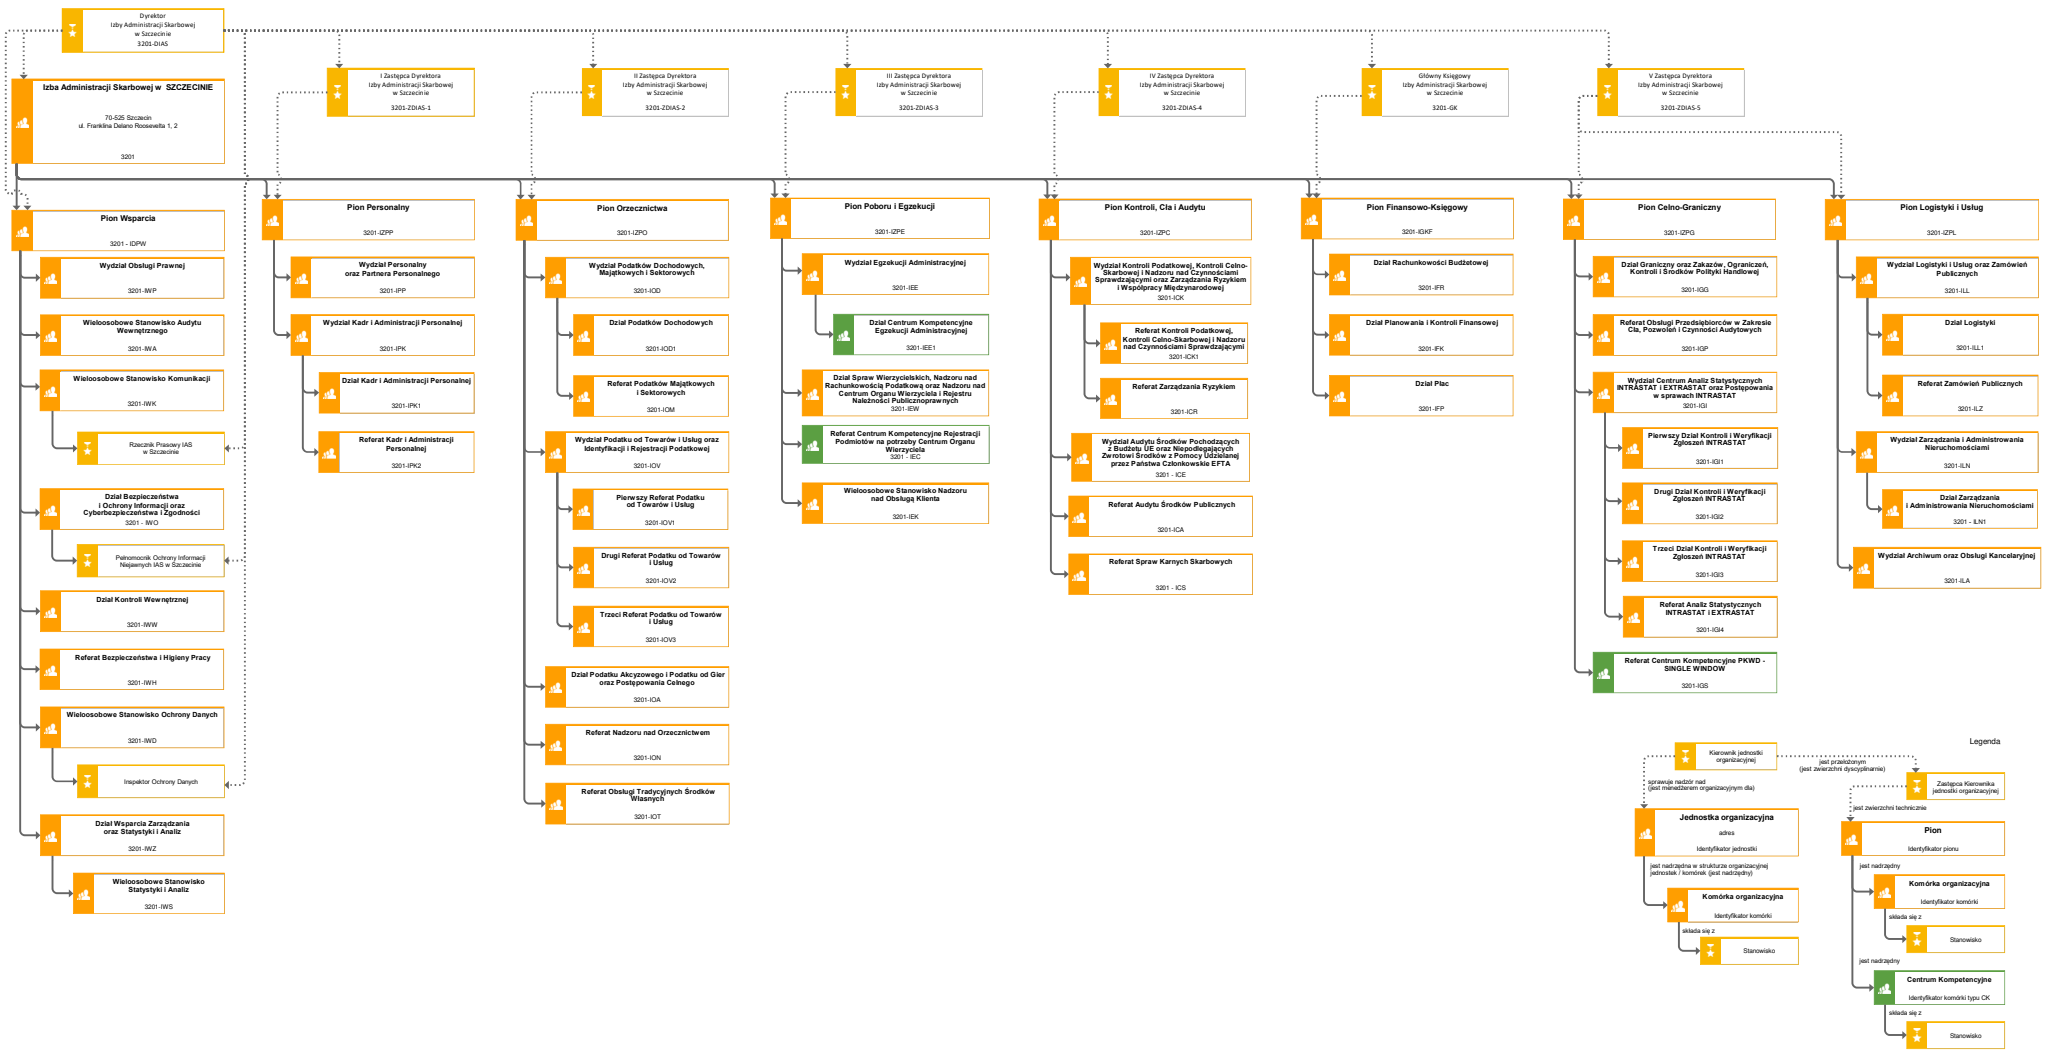 Dyrektor
Izby Administracji Skarbowej
w Szczecinie
3201-DIAS
Izba Administracji Skarbowej w SZCZECINIE
70-525 Szczecin
ul. Franklina Delano Roosevelta 1, 2
3201
I Zastępca Dyrektora
Izby Administracji Skarbowej
w Szczecinie
3201-ZDIAS-1
II Zastępca Dyrektora
Izby Administracji Skarbowej
w Szczecinie
3201-ZDIAS-2
III Zastępca Dyrektora
Izby Administracji Skarbowej
w Szczecinie
3201-ZDIAS-3
IV Zastępca Dyrektora
Izby Administracji Skarbowej
w Szczecinie
3201-ZDIAS-4
Główny Księgowy
Izby Administracji Skarbowej
w Szczecinie
3201-GK
V Zastępca Dyrektora
Izby Administracji Skarbowej
w Szczecinie
3201-ZDIAS-5
Pion Wsparcia
3201 - IDPW
Wydział Obsługi Prawnej
3201-IWP
Wieloosobowe Stanowisko Audytu
Wewnętrznego
3201-IWA
Wieloosobowe Stanowisko Komunikacji
3201-IWK
Rzecznik Prasowy IAS
w Szczecinie
Dział Bezpieczeństwa
i Ochrony Informacji oraz
Cyberbezpieczeństwa i Zgodności
3201 - IWO
Pełnomocnik Ochrony Informacji
Niejawnych IAS w Szczecinie
Dział Kontroli Wewnętrznej
3201-IWW
Referat Bezpieczeństwa i Higieny Pracy
3201-IWH
Wieloosobowe Stanowisko Ochrony Danych
3201-IWD
Inspektor Ochrony Danych
Dział Wsparcia Zarządzania
oraz Statystyki i Analiz
3201-IWZ
Wieloosobowe Stanowisko
Statystyki i Analiz
3201-IWS
Pion Personalny
3201-IZPP
Wydział Personalny
oraz Partnera Personalnego
3201-IPP
Wydział Kadr i Administracji Personalnej
3201-IPK
Dział Kadr i Administracji Personalnej
3201-IPK1
Referat Kadr i Administracji
Personalnej
3201-IPK2
Pion Orzecznictwa
3201-IZPO
Wydział Podatków Dochodowych,
Majątkowych i Sektorowych
3201-IOD
Dział Podatków Dochodowych
3201-IOD1
Referat Podatków Majątkowych
i Sektorowych
3201-IOM
Wydział Podatku od Towarów i Usług oraz
Identyfikacji i Rejestracji Podatkowej
3201-IOV
Pierwszy Referat Podatku
od Towarów i Usług
3201-IOV1
Drugi Referat Podatku od Towarów
i Usług
3201-IOV2
Trzeci Referat Podatku od Towarów
i Usług
3201-IOV3
Dział Podatku Akcyzowego i Podatku od Gier
oraz Postępowania Celnego
3201-IOA
Referat Nadzoru nad Orzecznictwem
3201-ION
Referat Obsługi Tradycyjnych Środków
Własnych
3201-IOT
Pion Poboru i Egzekucji
3201-IZPE
Wydział Egzekucji Administracyjnej
3201-IEE
Dział Centrum Kompetencyjne
Egzekucji Administracyjnej
3201-IEE1
Dział Spraw Wierzycielskich, Nadzoru nad
Rachunkowością Podatkową oraz Nadzoru nad
Centrum Organu Wierzyciela i Rejestru
Należności Publicznoprawnych
3201-IEW
Referat Centrum Kompetencyjne Rejestracji
Podmiotów na potrzeby Centrum Organu
Wierzyciela
3201 - IEC
Wieloosobowe Stanowisko Nadzoru
nad Obsługą Klienta
3201-IEK
Pion Kontroli, Cła i Audytu
3201-IZPC
Wydział Kontroli Podatkowej, Kontroli Celno-
Skarbowej i Nadzoru nad Czynnościami
Sprawdzającymi oraz Zarządzania Ryzykiem
i Współpracy Międzynarodowej
3201-ICK
Referat Kontroli Podatkowej,
Kontroli Celno-Skarbowej i Nadzoru
nad Czynnościami Sprawdzającymi
3201-ICK1
Referat Zarządzania Ryzykiem
3201-ICR
Wydział Audytu Środków Pochodzących
z Budżetu UE oraz Niepodlegających
Zwrotowi Środków z Pomocy Udzielanej
przez Państwa Członkowskie EFTA
3201 - ICE
Referat Audytu Środków Publicznych
3201-ICA
Referat Spraw Karnych Skarbowych
3201 - ICS
Pion Finansowo-Księgowy
3201-IGKF
Dział Rachunkowości Budżetowej
3201-IFR
Dział Planowania i Kontroli Finansowej
3201-IFK
Dział Płac
3201-IFP
Pion Celno-Graniczny
3201-IZPG
Dział Graniczny oraz Zakazów, Ograniczeń,
Kontroli i Środków Polityki Handlowej
3201-IGG
Referat Obsługi Przedsiębiorców w Zakresie
Cła, Pozwoleń i Czynności Audytowych
3201-IGP
Wydział Centrum Analiz Statystycznych
INTRASTAT i EXTRASTAT oraz Postępowania
w sprawach INTRASTAT
3201-IGI
Pierwszy Dział Kontroli i Weryfikacji
Zgłoszeń INTRASTAT
3201-IGI1
Drugi Dział Kontroli i Weryfikacji
Zgłoszeń INTRASTAT
3201-IGI2
Trzeci Dział Kontroli i Weryfikacji
Zgłoszeń INTRASTAT
3201-IGI3
Referat Analiz Statystycznych
INTRASTAT i EXTRASTAT
3201-IGI4
Referat Centrum Kompetencyjne PKWD -
SINGLE WINDOW
3201-IGS
Pion Logistyki i Usług
3201-IZPL
Wydział Logistyki i Usług oraz Zamówień
Publicznych
3201-ILL
Dział Logistyki
3201-ILL1
Referat Zamówień Publicznych
3201-ILZ
Wydział Zarządzania i Administrowania
Nieruchomościami
3201-ILN
Dział Zarządzania
i Administrowania Nieruchomościami
3201 - ILN1
Wydział Archiwum oraz Obsługi Kancelaryjnej
3201-ILA
Legenda
Kierownik jednostki
organizacyjnej
jest przełożonym
(jest zwierzchni dyscyplinarnie)
sprawuje nadzór nad
(jest menedżerem organizacyjnym dla)
Zastępca Kierownika
jednostki organizacyjnej
jest zwierzchni technicznie
Jednostka organizacyjna
adres
Identyfikator jednostki
jest nadrzędna w strukturze organizacyjnej
jednostek / komórek (jest nadrzędny)
Komórka organizacyjna
Identyfikator komórki
składa się z
Stanowisko
Pion
Identyfikator pionu
jest nadrzędny
Komórka organizacyjna
Identyfikator komórki
składa się z
Stanowisko
jest nadrzędny
Centrum Kompetencyjne
Identyfikator komórki typu CK
składa się z
Stanowisko